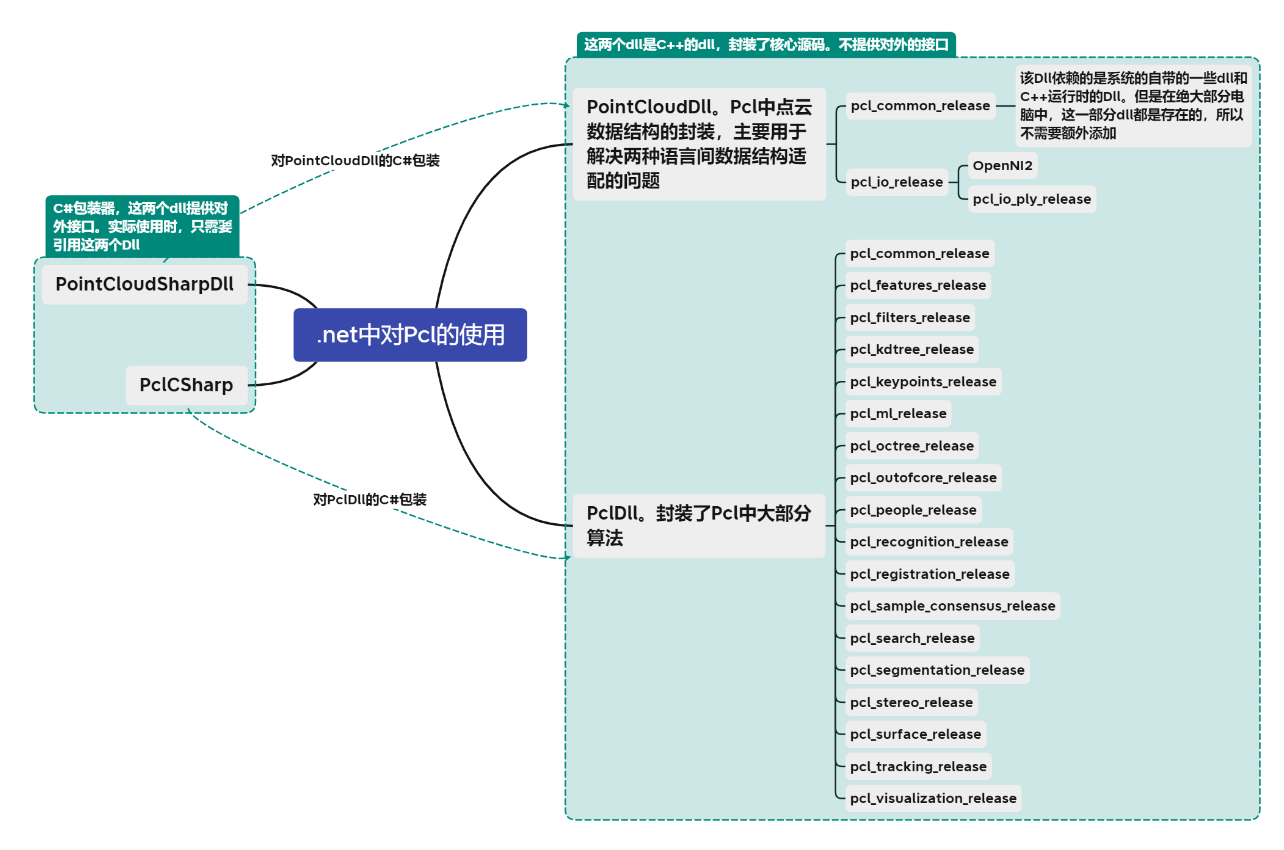 这两个dll是C++的dll，封装了核心源码。不提供对外的接口
PointCloudDll。Pcl中点云
数据结构的封装，主要用于
解决两种语言间数据结构适
配的问题
pcl_common_release
该Dll依赖的是系统的自带的一些dll和
C++运行时的Dll。但是在绝大部分电
脑中，这一部分dll都是存在的，所以
不需要额外添加
pcl_io_release
OpenNI2
pcl_io_ply_release
对PointCloudDll的C#包装
C#包装器，这两个dll提供对
外接口。实际使用时，只需要
引用这两个Dll
PointCloudSharpDll
.net中对Pcl的使用
PclCSharp
对PclDll的C#包装
PclDll。封装了Pcl中大部分
算法
pcl_common_release
pcl_features_release
pcl_filters_release
pcl_kdtree_release
pcl_keypoints_release
pcl_ml_release
pcl_octree_release
pcl_outofcore_release
pcl_people_release
pcl_recognition_release
pcl_registration_release
pcl_sample_consensus_release
pcl_search_release
pcl_segmentation_release
pcl_stereo_release
pcl_surface_release
pcl_tracking_release
pcl_visualization_release